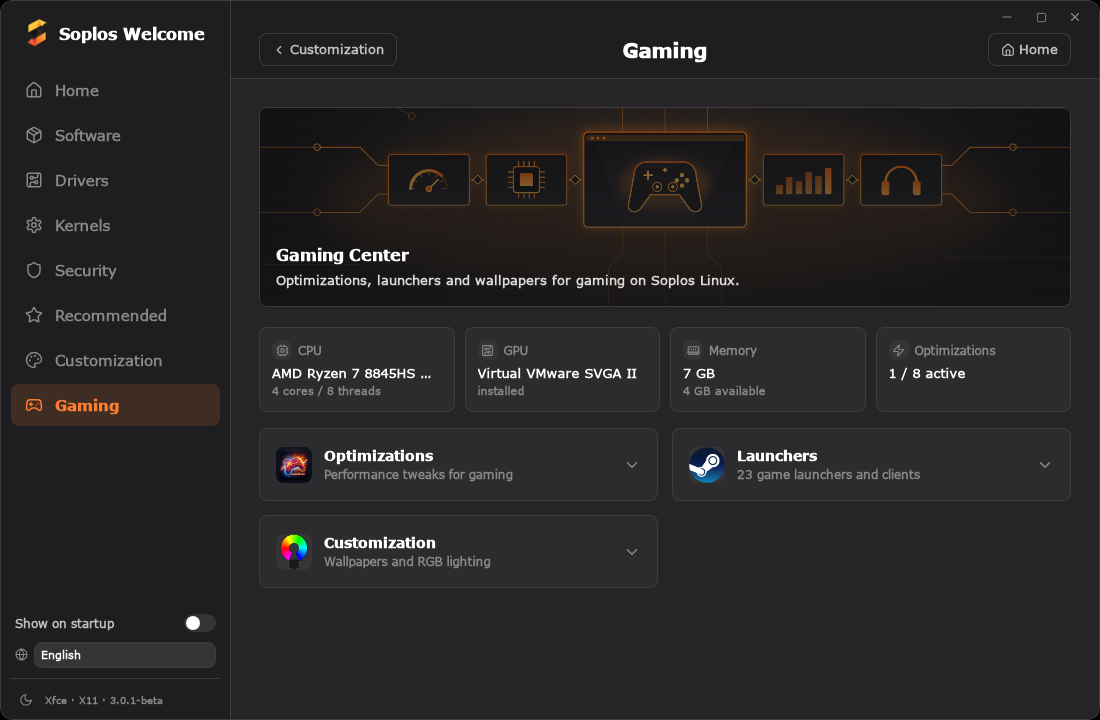 Soplos Welcome
Home
Software
Drivers
Kernels
Security
Recommended
Customization
Gaming
Show on startup
English
Xfce · X11 · 3.0.1-beta
Customization
Gaming
Home
Gaming Center
Optimizations, launchers and wallpapers for gaming on Soplos Linux.
CPU
AMD Ryzen 7 8845HS ...
4 cores / 8 threads
GPU
Virtual VMware SVGA II
installed
Memory
7 GB
4 GB available
Optimizations
1 / 8 active
Optimizations
Performance tweaks for gaming
Launchers
23 game launchers and clients
Customization
Wallpapers and RGB lighting